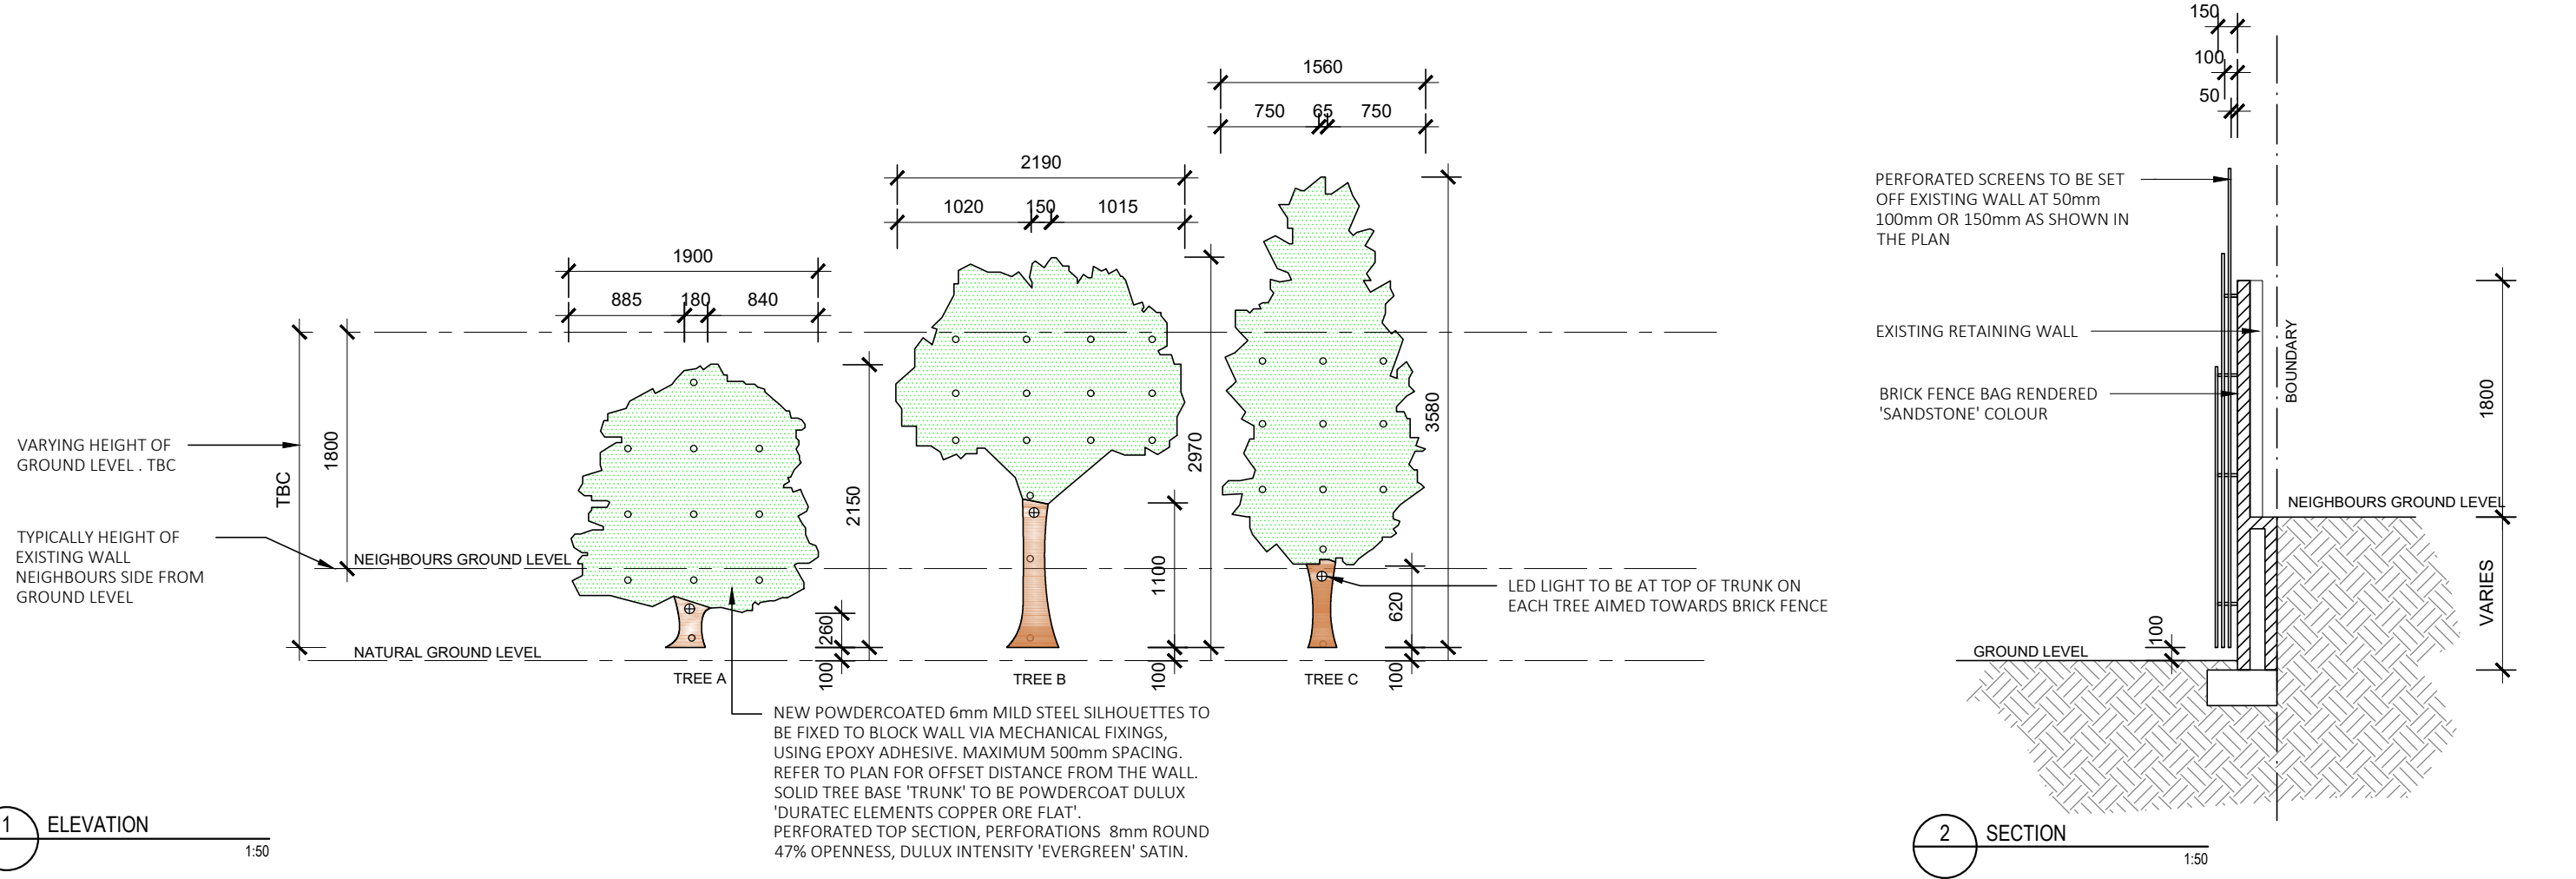 150
100
50
1560
750 65 750
2190
1020 150 1015
1900
885 180 840
PERFORATED SCREENS TO BE SET
OFF EXISTING WALL AT 50mm
100mm OR 150mm AS SHOWN IN
THE PLAN
EXISTING RETAINING WALL
BRICK FENCE BAG RENDERED
'SANDSTONE' COLOUR
BOUNDARY
1800
NEIGHBOURS GROUND LEVEL
VARIES
GROUND LEVEL
100
VARYING HEIGHT OF
GROUND LEVEL . TBC
TBC
1800
TYPICALLY HEIGHT OF
EXISTING WALL
NEIGHBOURS SIDE FROM
GROUND LEVEL
NEIGHBOURS GROUND LEVEL
NATURAL GROUND LEVEL
2150
260
100
2970
1100
100
3580
620
100
LED LIGHT TO BE AT TOP OF TRUNK ON
EACH TREE AIMED TOWARDS BRICK FENCE
TREE A
TREE B
TREE C
NEW POWDERCOATED 6mm MILD STEEL SILHOUETTES TO
BE FIXED TO BLOCK WALL VIA MECHANICAL FIXINGS,
USING EPOXY ADHESIVE. MAXIMUM 500mm SPACING.
REFER TO PLAN FOR OFFSET DISTANCE FROM THE WALL.
SOLID TREE BASE 'TRUNK' TO BE POWDERCOAT DULUX
'DURATEC ELEMENTS COPPER ORE FLAT'.
PERFORATED TOP SECTION, PERFORATIONS 8mm ROUND
47% OPENNESS, DULUX INTENSITY 'EVERGREEN' SATIN.
1 ELEVATION
1:50
2 SECTION
1:50